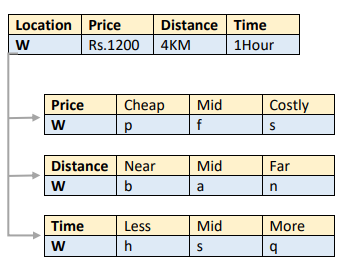 Location Price Distance Time
W Rs.1200 4KM 1Hour
Price Cheap Mid Costly
W p f s
Distance Near Mid Far
W b a n
Time Less Mid More
W h s q